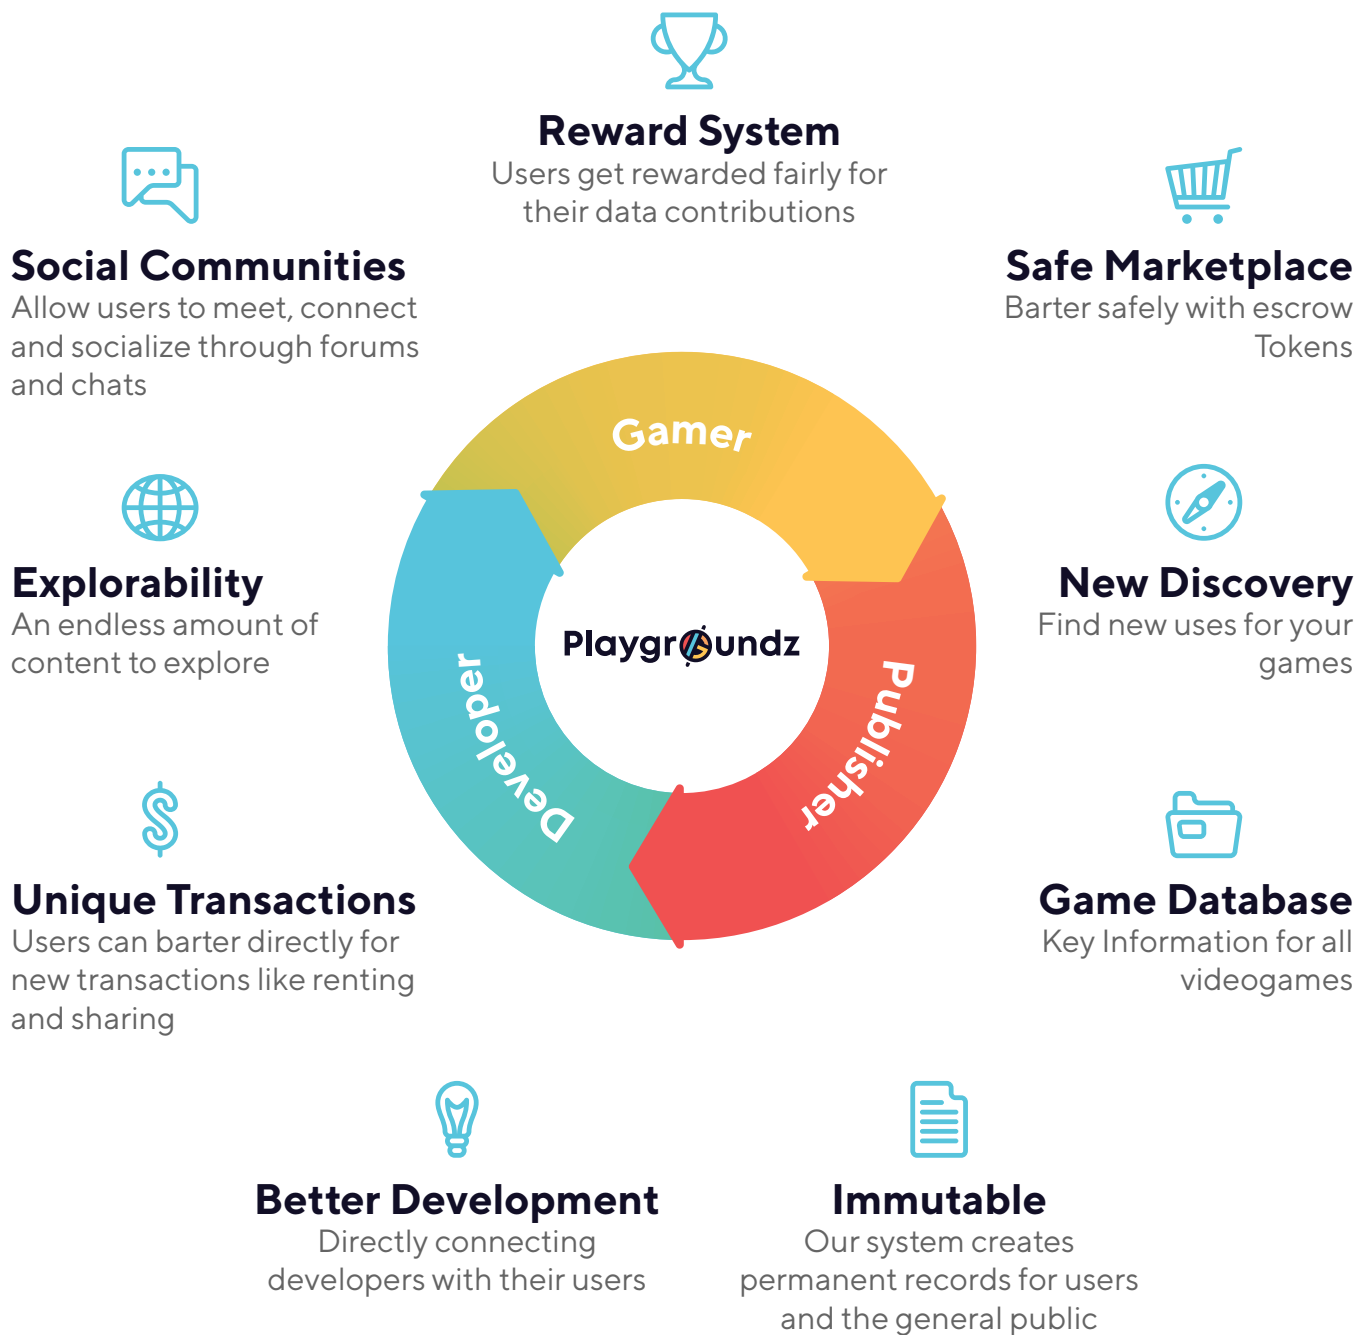 Reward System
Users get rewarded fairly for
their data contributions
Social Communities
Allow users to meet, connect
and socialize through forums
and chats
Safe Marketplace
Barter safely with escrow
Tokens
Gamer
Explorability
An endless amount of
content to explore
New Discovery
Find new uses for your
games
Playgroundz
Developer
Publisher
Unique Transactions
Users can barter directly for
new transactions like renting
and sharing
Game Database
Key Information for all
videogames
Better Development
Directly connecting
developers with their users
Immutable
Our system creates
permanent records for users
and the general public